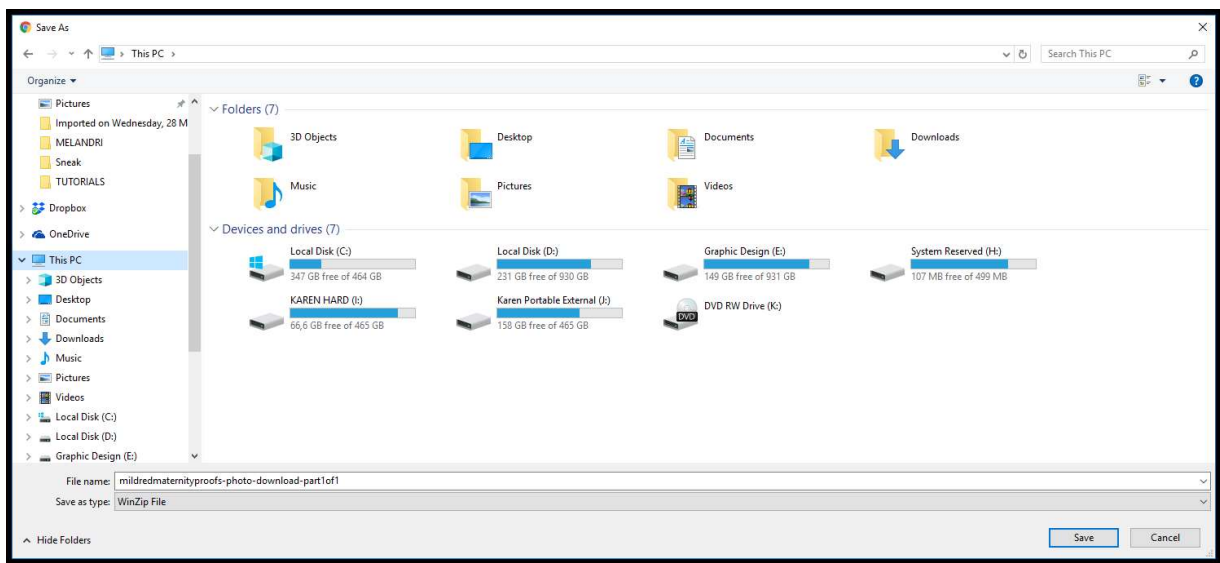 Save As
This PC
Search This PC
Organize
Pictures
Imported on Wednesday, 28 M
MELANDRI
Sneak
TUTORIALS
Dropbox
OneDrive
This PC
3D Objects
Desktop
Documents
Downloads
Music
Pictures
Videos
Local Disk (C:)
Local Disk (D:)
Graphic Design (E:)
Folders (7)
3D Objects
Desktop
Documents
Downloads
Music
Pictures
Videos
Devices and drives (7)
Local Disk (C:)
347 GB free of 464 GB
Local Disk (D:)
231 GB free of 930 GB
Graphic Design (E:)
149 GB free of 931 GB
System Reserved (H:)
107 MB free of 499 MB
KAREN HARD (I:)
66,6 GB free of 465 GB
Karen Portable External (J:)
158 GB free of 465 GB
DVD
DVD RW Drive (K:)
File name: mildredmaternityproofs-photo-download-part1of1
Save as type: WinZip File
Hide Folders
Save
Cancel